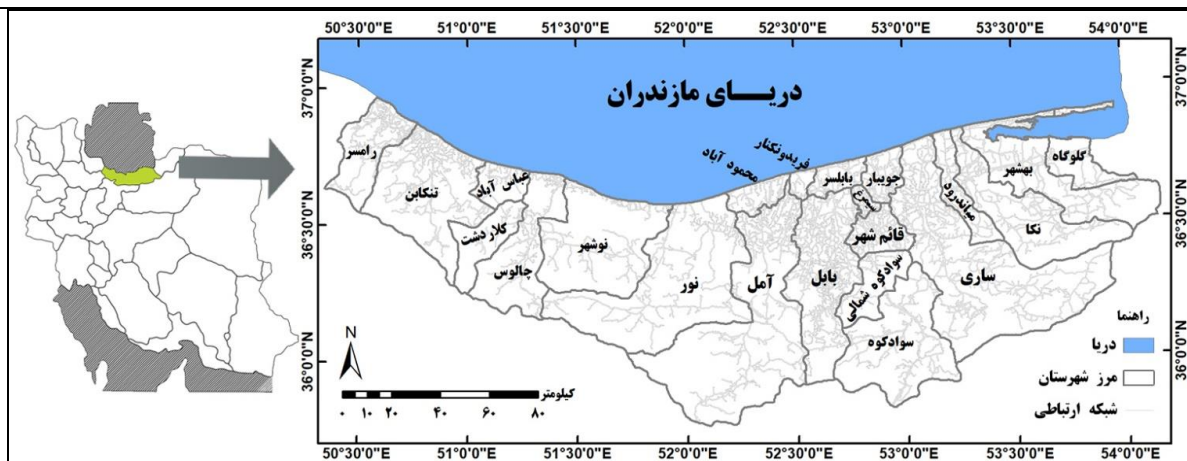 50°30'0"E 51°0'0"E 51°30'0"E 52°0'0"E 52°30'0"E 53°0'0"E 53°30'0"E 54°0'0"E
37°0'0"N
37°0'0"N
دریـــــای مازندران
فریدونکنار
محمود آباد
رامسر
تنکابن
عباس آباد
کلاردشت
چالوس
نوشهر
نور
آمل
بابل
بابلسر
جویبار
سیمرغ
قائم شهر
سوادکوه شمالی
سوادکوه
ساری
میاندرود
نکا
بهشهر
گلوگاه
36°30'0"N
36°30'0"N
36°0'0"N
36°0'0"N
راهنما
دریا
مرز شهرستان
شبکه ارتباطی
N
کیلومتر
۰ ۱۰ ۲۰ ۴۰ ۶۰ ۸۰
50°30'0"E 51°0'0"E 51°30'0"E 52°0'0"E 52°30'0"E 53°0'0"E 53°30'0"E 54°0'0"E